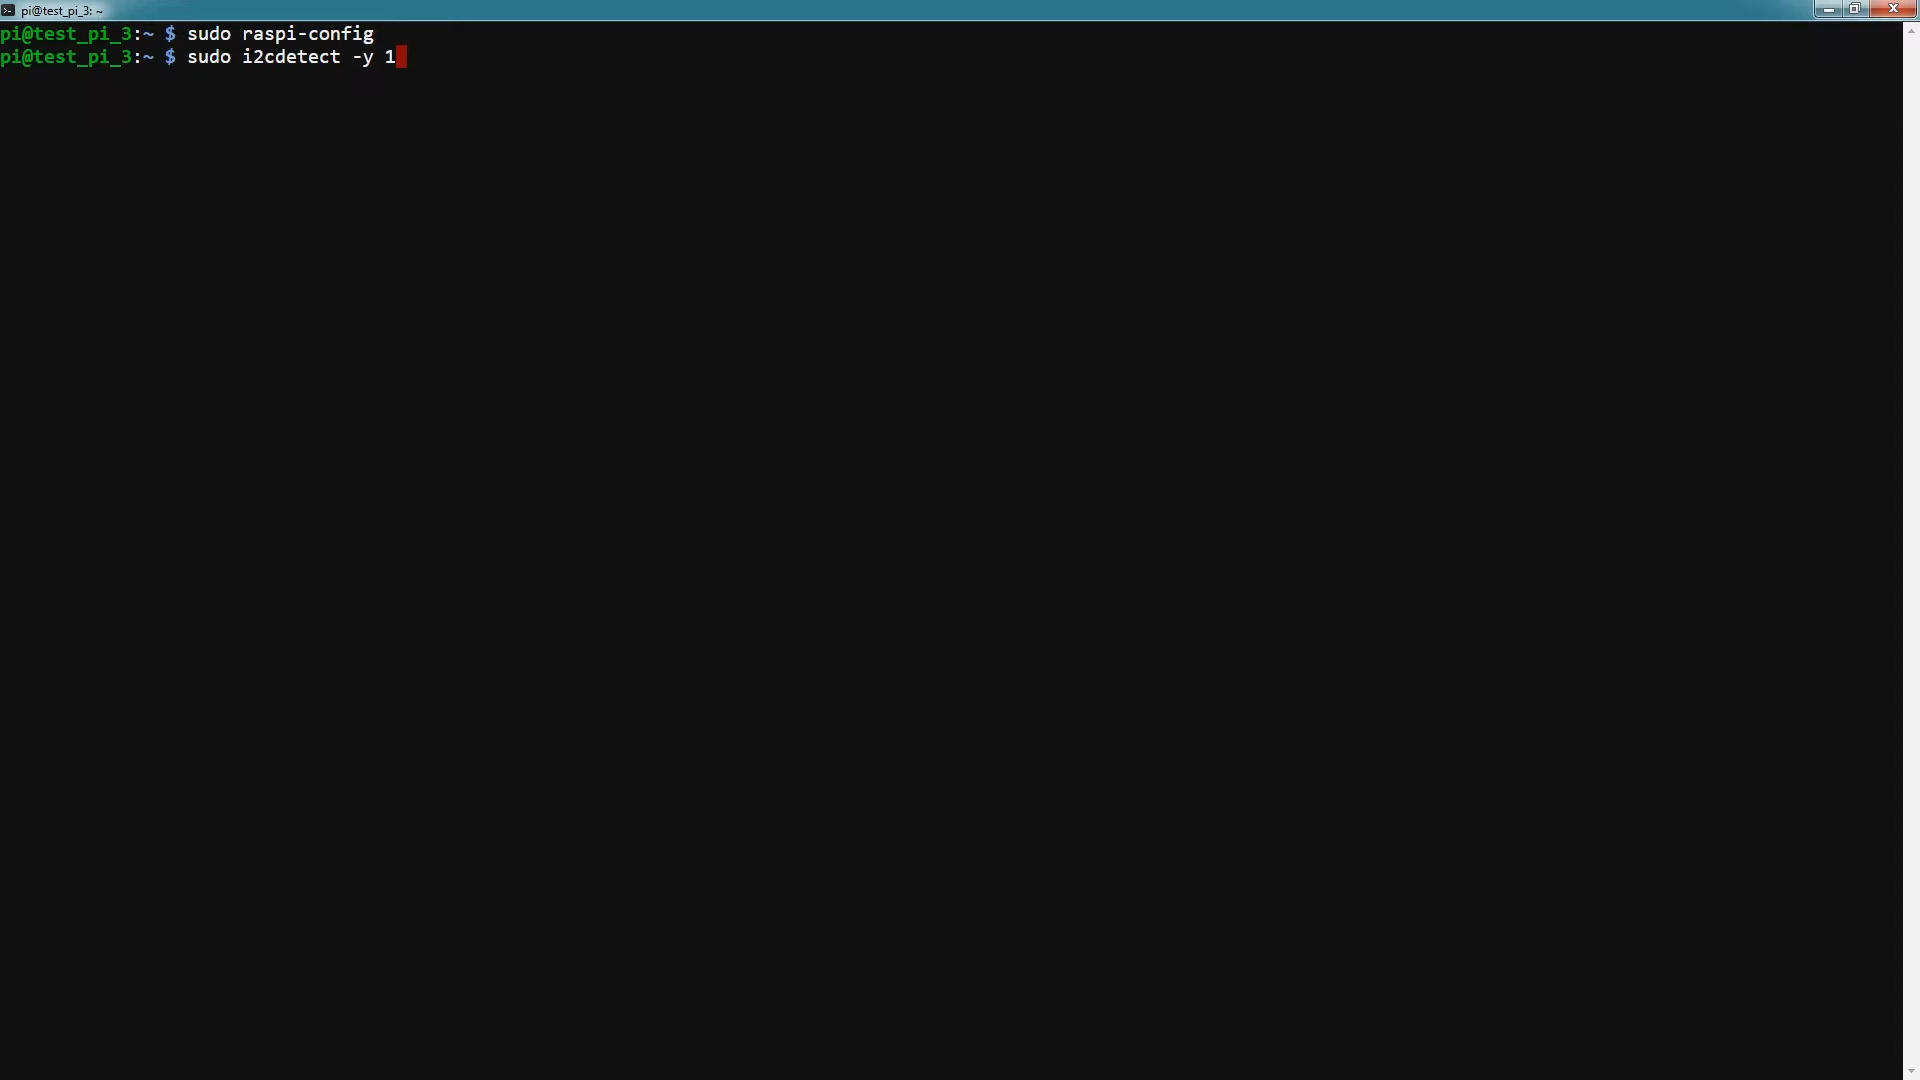 pi@test_pi_3: ~
pi@test_pi_3:~ $ sudo raspi-config
pi@test_pi_3:~ $ sudo i2cdetect -y 1